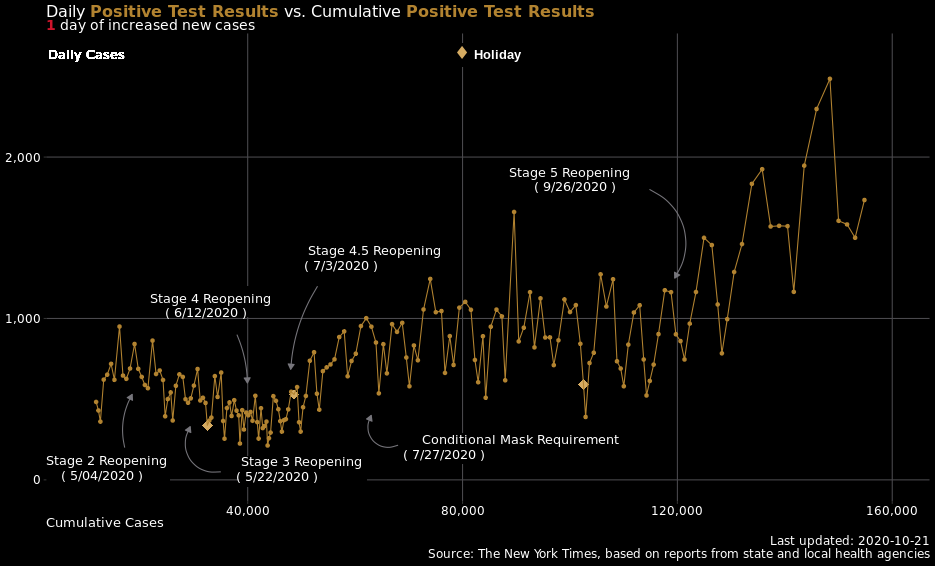 Daily Positive Test Results vs. Cumulative Positive Test Results
1 day of increased new cases
Daily Cases
Holiday
2,000
Stage 5 Reopening
( 9/26/2020 )
Stage 4.5 Reopening
( 7/3/2020 )
Stage 4 Reopening
( 6/12/2020 )
1,000
Conditional Mask Requirement
( 7/27/2020 )
Stage 2 Reopening
( 5/04/2020 )
Stage 3 Reopening
( 5/22/2020 )
0
40,000
80,000
120,000
160,000
Cumulative Cases
Last updated: 2020-10-21
Source: The New York Times, based on reports from state and local health agencies